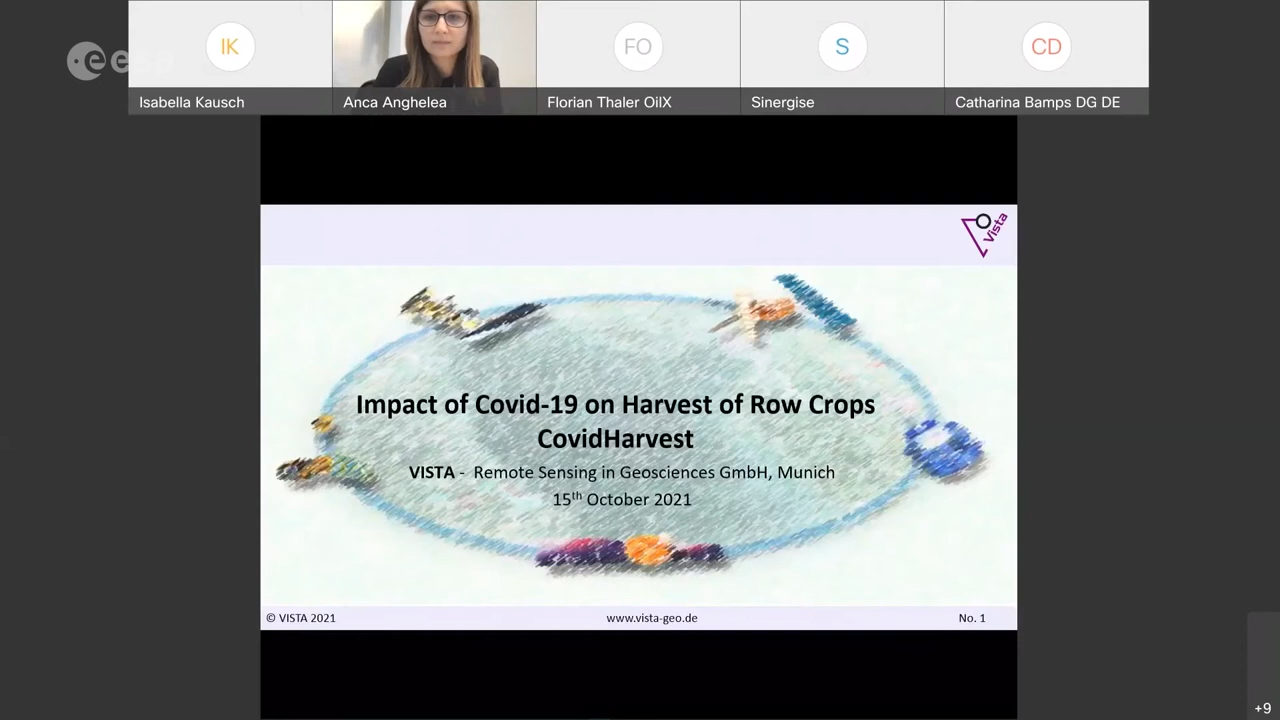 IK
FO
S
CD
esa
Isabella Kausch
Anca Anghelea
Florian Thaler OilX
Sinergise
Catharina Bamps DG DE
Vista
Impact of Covid-19 on Harvest of Row Crops
CovidHarvest
VISTA - Remote Sensing in Geosciences GmbH, Munich
15th October 2021
© VISTA 2021
www.vista-geo.de
No. 1
+9